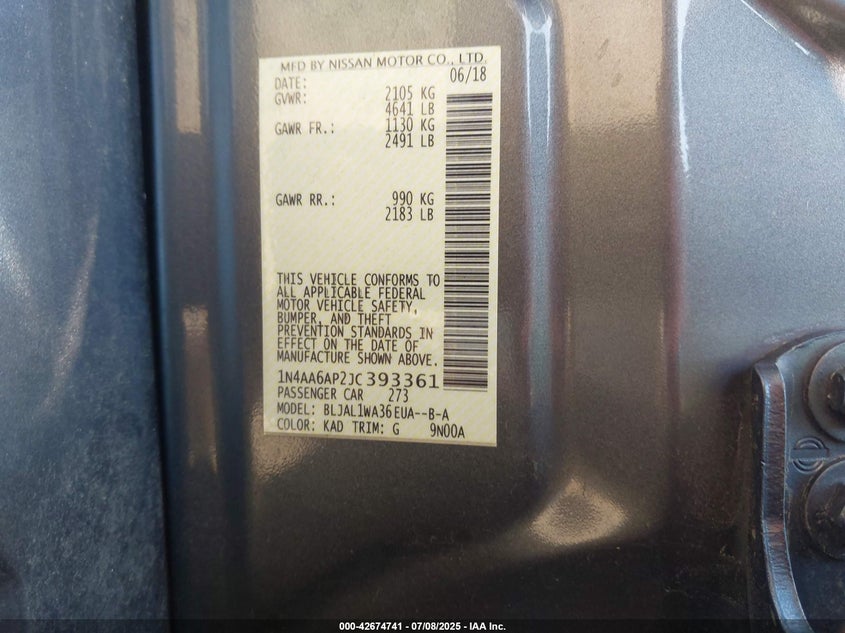 MFD BY NISSAN MOTOR CO., LTD.
DATE: 06/18
GVWR: 2105 KG
4641 LB
GAWR FR.: 1130 KG
2491 LB
GAWR RR.: 990 KG
2183 LB
THIS VEHICLE CONFORMS TO
ALL APPLICABLE FEDERAL
MOTOR VEHICLE SAFETY,
BUMPER, AND THEFT
PREVENTION STANDARDS IN
EFFECT ON THE DATE OF
MANUFACTURE SHOWN ABOVE.
1N4AA6AP2JC393361
PASSENGER CAR 273
MODEL: BLJAL1WA36EUA--B-A
COLOR: KAD TRIM: G 9N00A
000-42674741 - 07/08/2025 - IAA Inc.